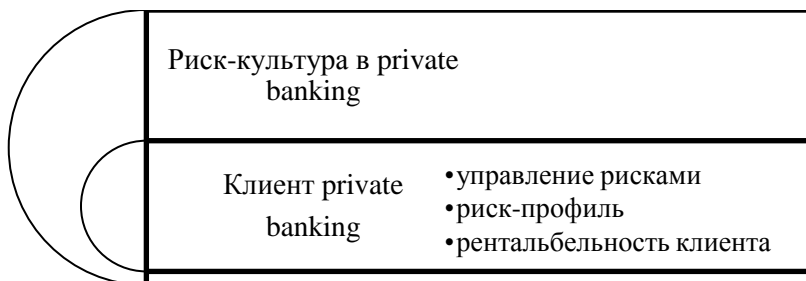 Риск-культура в private
banking
Клиент private
banking
•управление рисками
•риск-профиль
•рентальбельность клиента